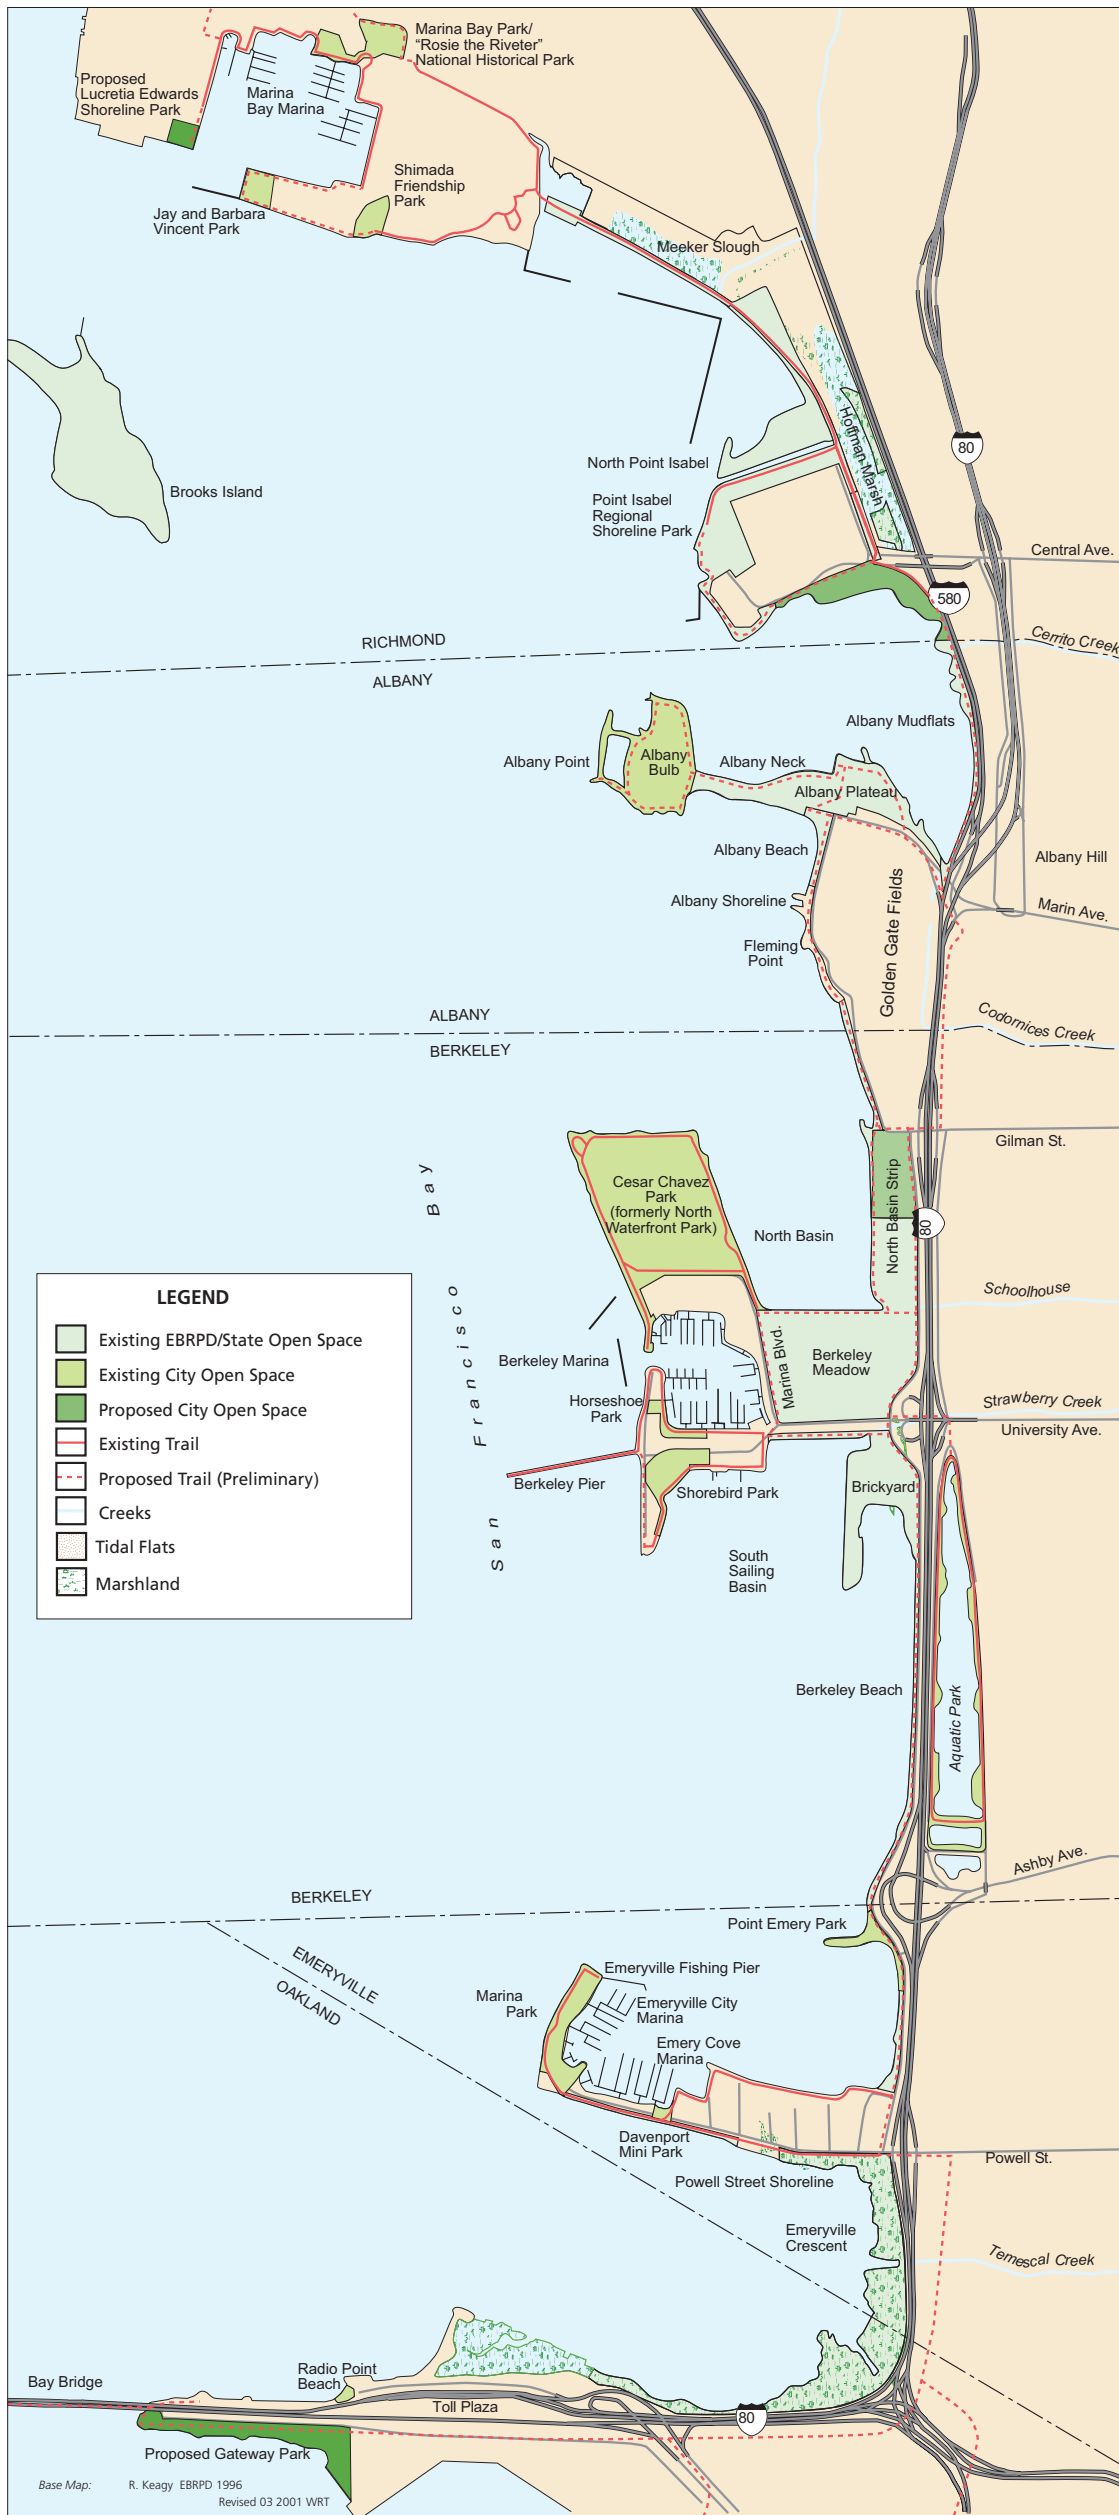 Marina Bay Park/
“Rosie the Riveter”
National Historical Park
Proposed
Lucretia Edwards
Shoreline Park
Marina
Bay Marina
Shimada
Friendship
Park
Jay and Barbara
Vincent Park
Meeker Slough
Hoffman Marsh
80
North Point Isabel
Brooks Island
Point Isabel
Regional
Shoreline Park
Central Ave.
580
RICHMOND
Cerrito Creek
ALBANY
Albany Mudflats
Albany Point
Albany
Bulb
Albany Neck
Albany Plateau
Albany Beach
Albany Hill
Golden Gate Fields
Albany Shoreline
Marin Ave.
Fleming
Point
ALBANY
Codornices Creek
BERKELEY
Gilman St.
San Francisco Bay
Cesar Chavez
Park
(formerly North
Waterfront Park)
North Basin Strip
North Basin
80
Schoolhouse
LEGEND
Existing EBRPD/State Open Space
Existing City Open Space
Proposed City Open Space
Existing Trail
Proposed Trail (Preliminary)
Creeks
Tidal Flats
Marshland
Berkeley Marina
Marina Blvd.
Berkeley
Meadow
Horseshoe
Park
Strawberry Creek
University Ave.
Berkeley Pier
Shorebird Park
Brickyard
South
Sailing
Basin
Berkeley Beach
Aquatic Park
Ashby Ave.
BERKELEY
Point Emery Park
EMERYVILLE
OAKLAND
Emeryville Fishing Pier
Marina
Park
Emeryville City
Marina
Emery Cove
Marina
Davenport
Mini Park
Powell St.
Powell Street Shoreline
Emeryville
Crescent
Temescal Creek
Radio Point
Beach
Bay Bridge
Toll Plaza
80
Proposed Gateway Park
Base Map: R. Keagy EBRPD 1996
Revised 03 2001 WRT